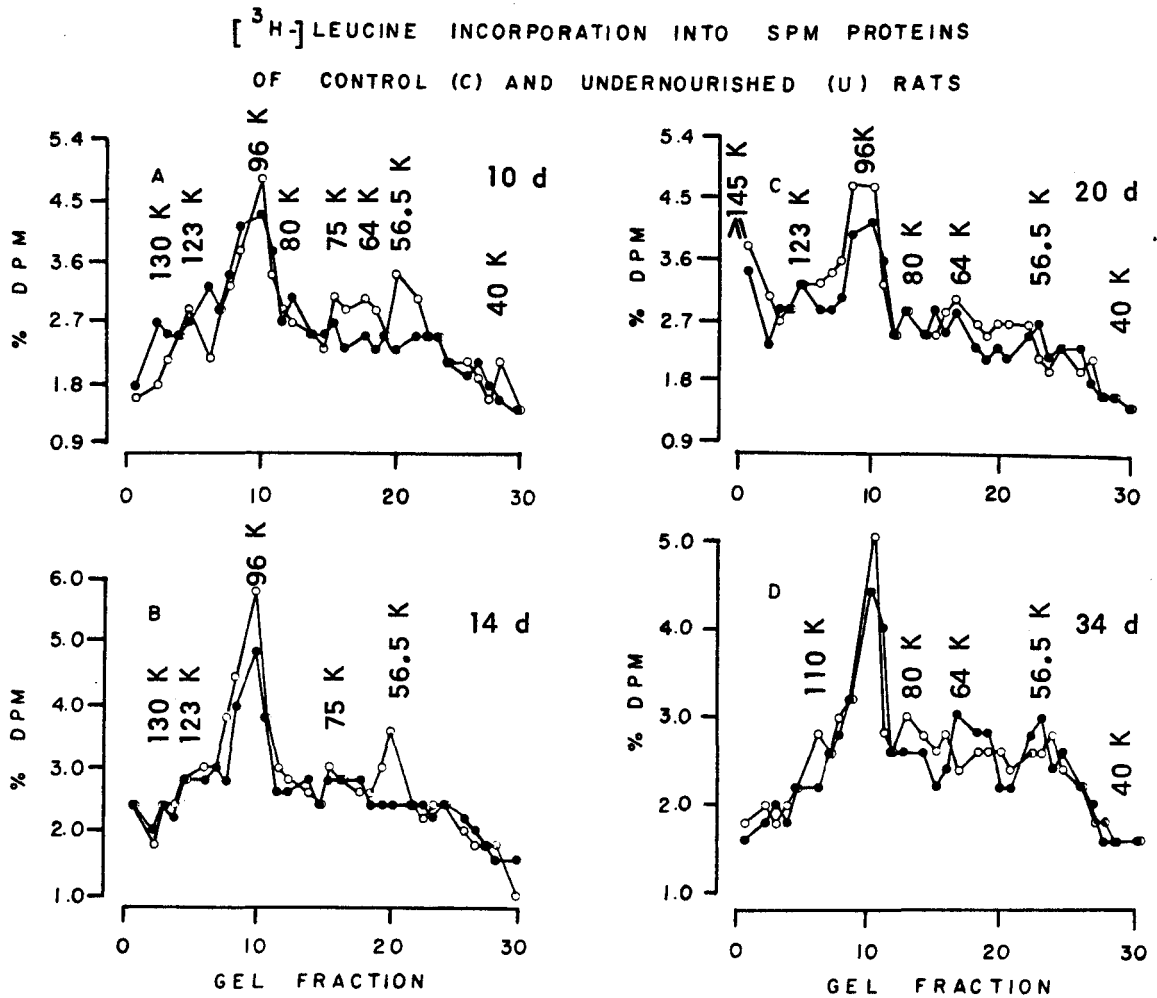 [³H-] LEUCINE INCORPORATION INTO SPM PROTEINS
OF CONTROL (C) AND UNDERNOURISHED (U) RATS
A
10 d
130 K
123 K
96 K
80 K
75 K
64 K
56.5 K
40 K
% DPM
5.4
4.5
3.6
2.7
1.8
0.9
0 10 20 30
C
20 d
⩾145 K
123 K
96K
80 K
64 K
56.5 K
40 K
% DPM
5.4
4.5
3.6
2.7
1.8
0.9
0 10 20 30
B
14 d
130 K
123 K
96 K
75 K
56.5 K
% DPM
6.0
5.0
4.0
3.0
2.0
1.0
0 10 20 30
GEL FRACTION
D
34 d
110 K
80 K
64 K
56.5 K
40 K
% DPM
5.0
4.0
3.0
2.0
1.0
0 10 20 30
GEL FRACTION